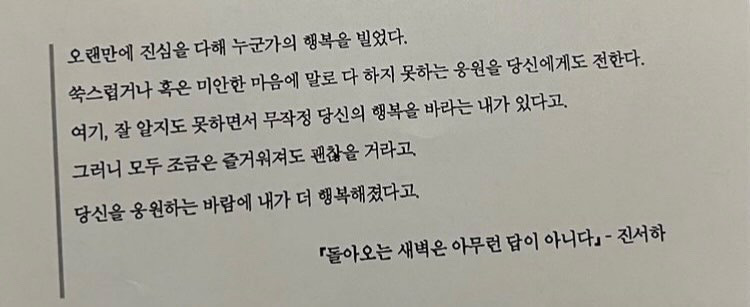 오랜만에 진심을 다해 누군가의 행복을 빌었다.
쑥스럽거나 혹은 미안한 마음에 말로 다 하지 못하는 응원을 당신에게도 전한다.
여기, 잘 알지도 못하면서 무작정 당신의 행복을 바라는 내가 있다고.
그러니 모두 조금은 즐거워져도 괜찮을 거라고.
당신을 응원하는 바람에 내가 더 행복해졌다고.
『돌아오는 새벽은 아무런 답이 아니다』 - 진서하